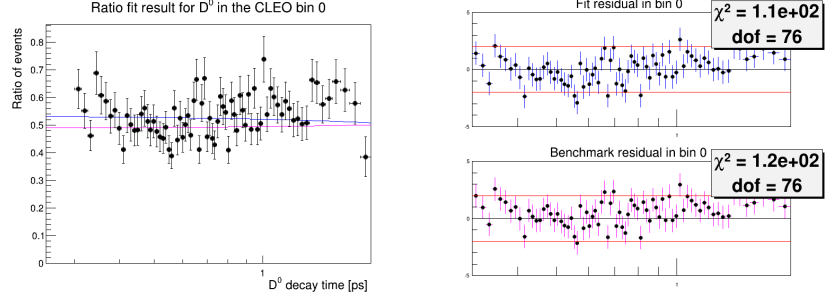 Ratio fit result for D⁰ in the CLEO bin 0
Ratio of events
0.8
0.7
0.6
0.5
0.4
0.3
0.2
0.1
0
1
D⁰ decay time [ps]
Fit residual in bin 0
χ² = 1.1e+02
dof = 76
5
0
-5
1
Benchmark residual in bin 0
χ² = 1.2e+02
dof = 76
5
0
-5
1